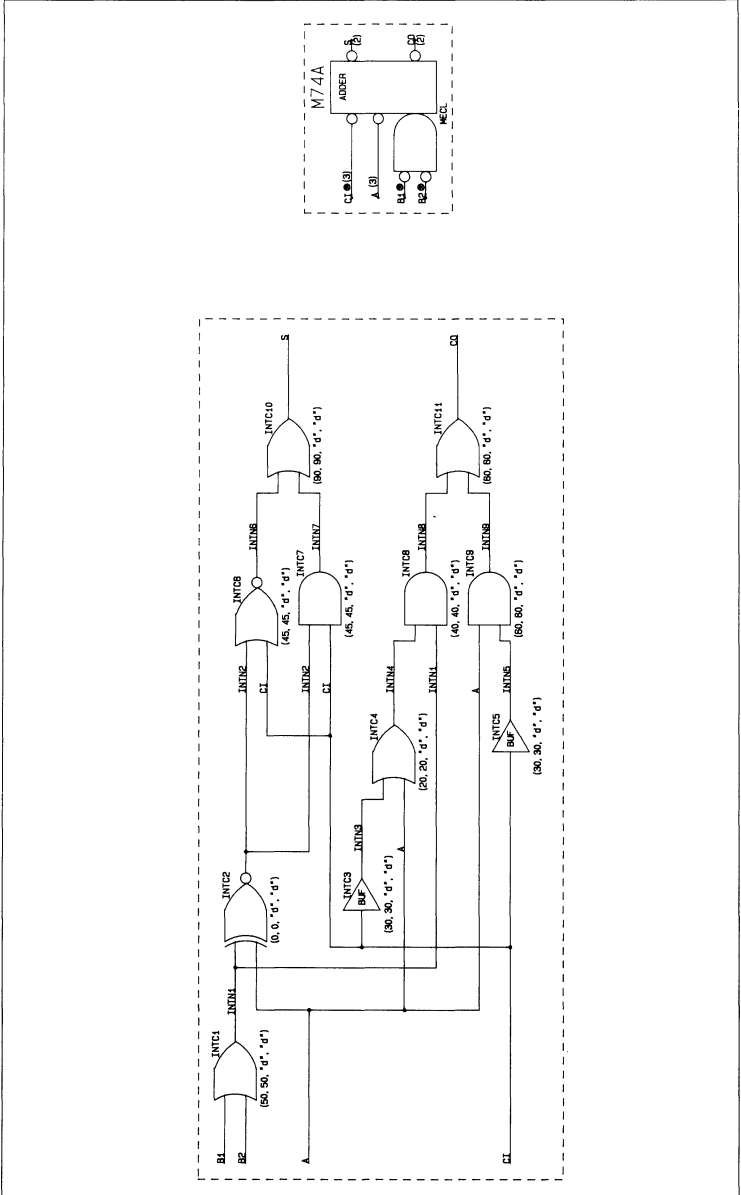 M74A
ADDER
MECL
S
(2)
CO
(2)
CI (3)
A (3)
B1
B2
B1
B2
A
CI
INTC1
(50, 50, "d", "d")
INTN1
INTC2
(0, 0, "d", "d")
INTC3
BUF
(30, 30, "d", "d")
INTN3
A
INTC4
(20, 20, "d", "d")
INTC5
BUF
(30, 30, "d", "d")
INTN2
CI
INTN2
CI
INTN4
INTN1
A
INTN5
INTC6
(45, 45, "d", "d")
INTC7
(45, 45, "d", "d")
INTC8
(40, 40, "d", "d")
INTC9
(60, 60, "d", "d")
INTN6
INTN7
INTN8
INTN9
INTC10
(90, 90, "d", "d")
INTC11
(60, 60, "d", "d")
S
CO